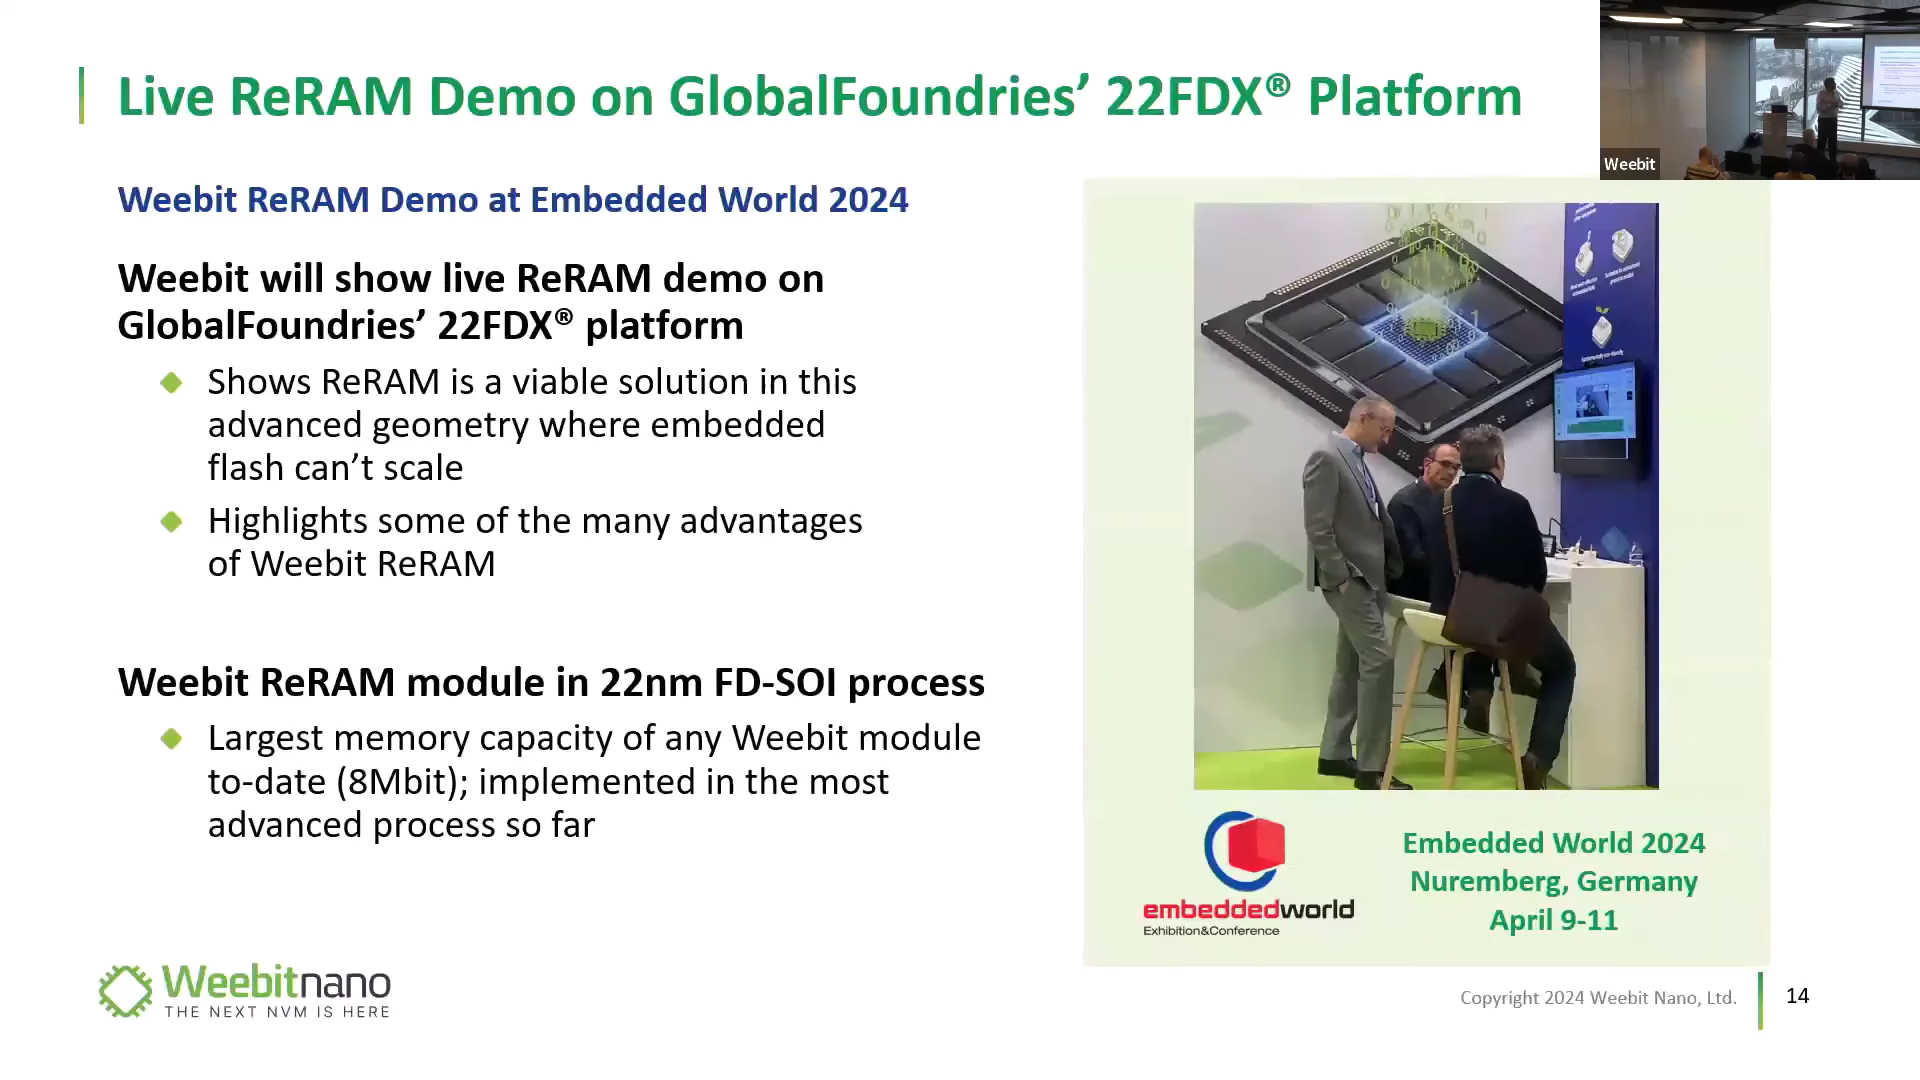 Live ReRAM Demo on GlobalFoundries’ 22FDX® Platform
Weebit
Weebit ReRAM Demo at Embedded World 2024
Weebit will show live ReRAM demo on
GlobalFoundries’ 22FDX® platform
Shows ReRAM is a viable solution in this
advanced geometry where embedded
flash can’t scale
Highlights some of the many advantages
of Weebit ReRAM
Weebit ReRAM module in 22nm FD-SOI process
Largest memory capacity of any Weebit module
to-date (8Mbit); implemented in the most
advanced process so far
embeddedworld
Exhibition&Conference
Embedded World 2024
Nuremberg, Germany
April 9-11
Weebitnano
THE NEXT NVM IS HERE
Copyright 2024 Weebit Nano, Ltd.
14